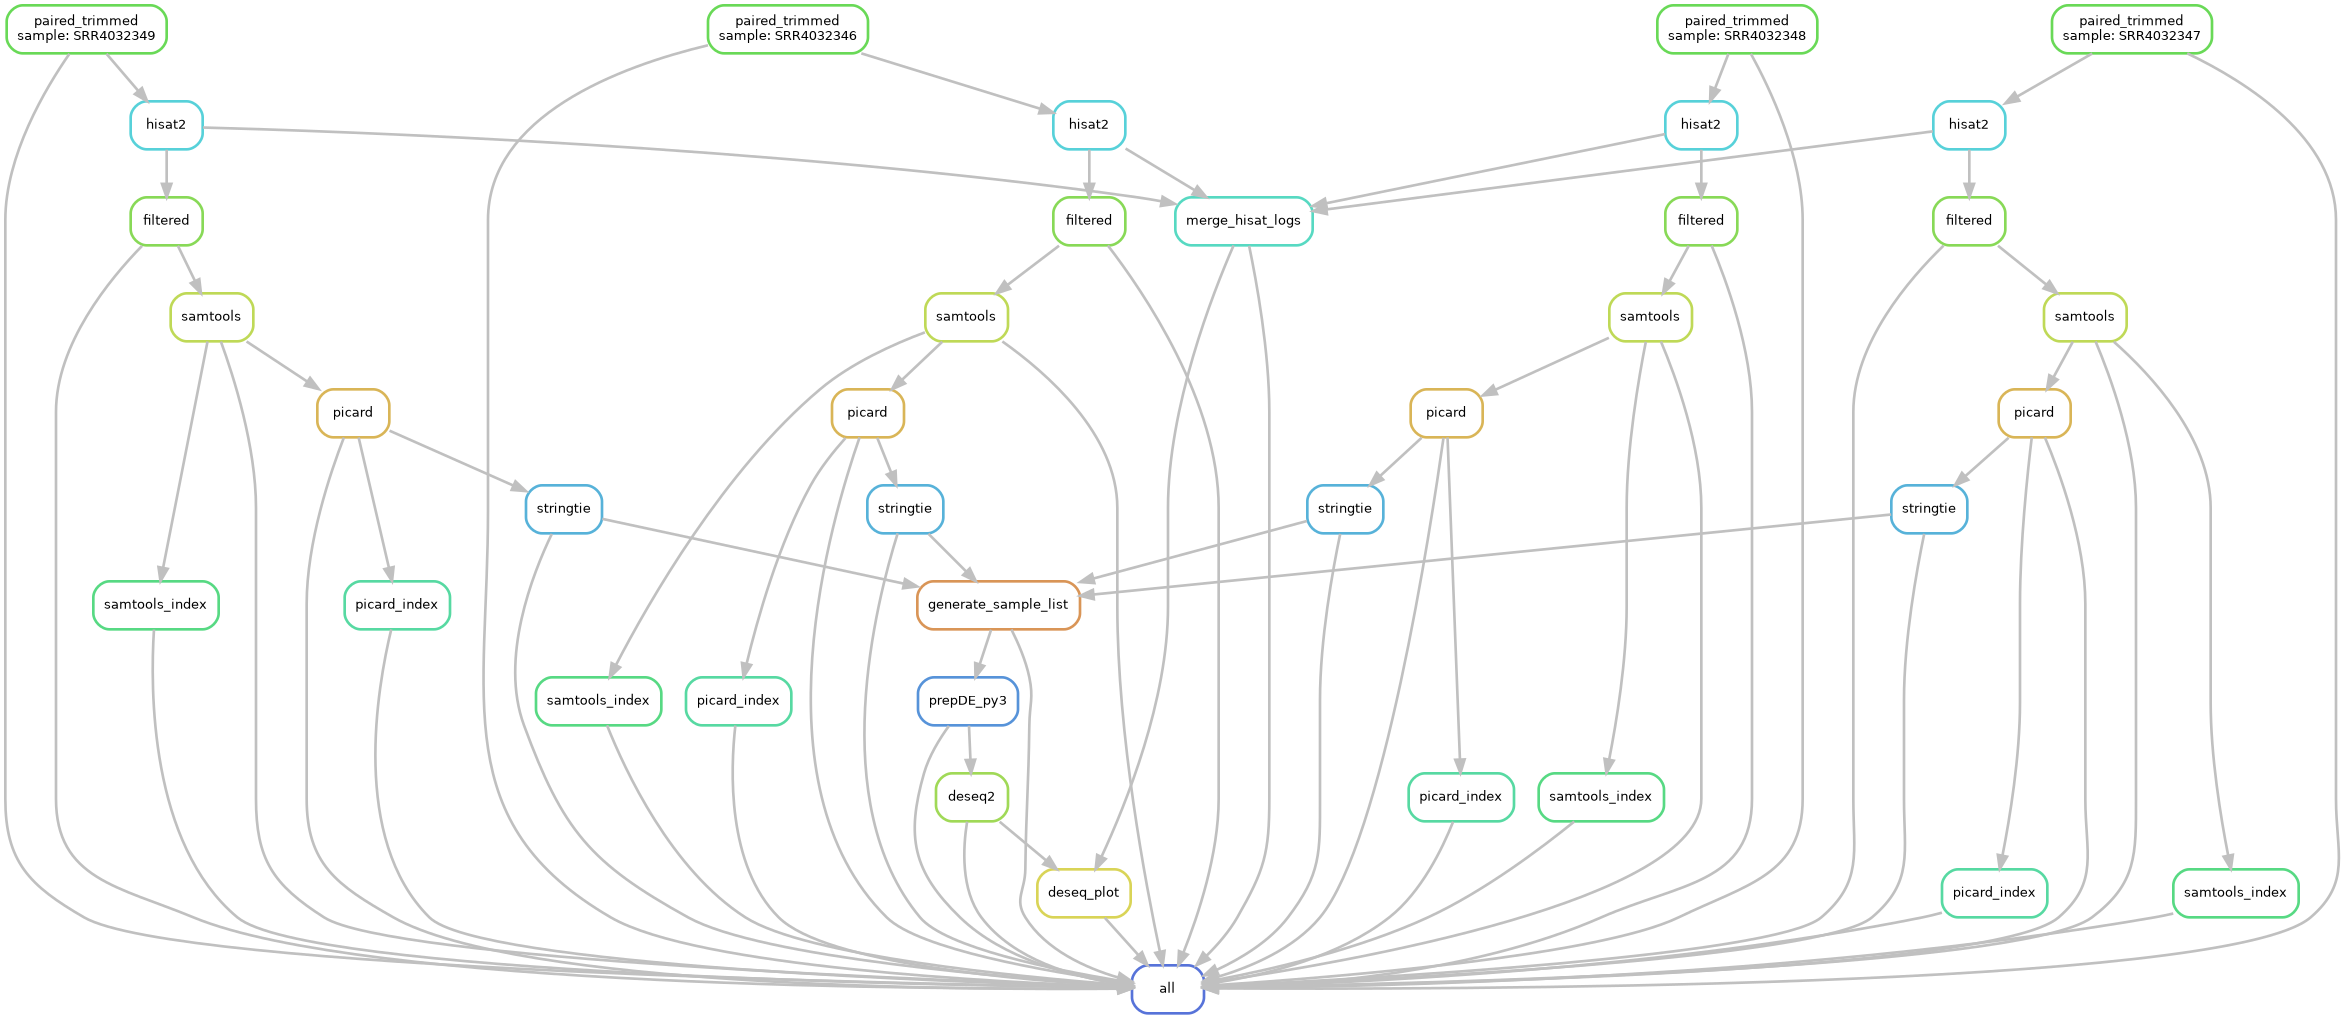 paired_trimmed
sample: SRR4032349
paired_trimmed
sample: SRR4032346
paired_trimmed
sample: SRR4032348
paired_trimmed
sample: SRR4032347
hisat2
hisat2
hisat2
hisat2
filtered
filtered
merge_hisat_logs
filtered
filtered
samtools
samtools
samtools
samtools
picard
picard
picard
picard
stringtie
stringtie
stringtie
stringtie
samtools_index
picard_index
generate_sample_list
samtools_index
picard_index
prepDE_py3
deseq2
picard_index
samtools_index
deseq_plot
picard_index
samtools_index
all